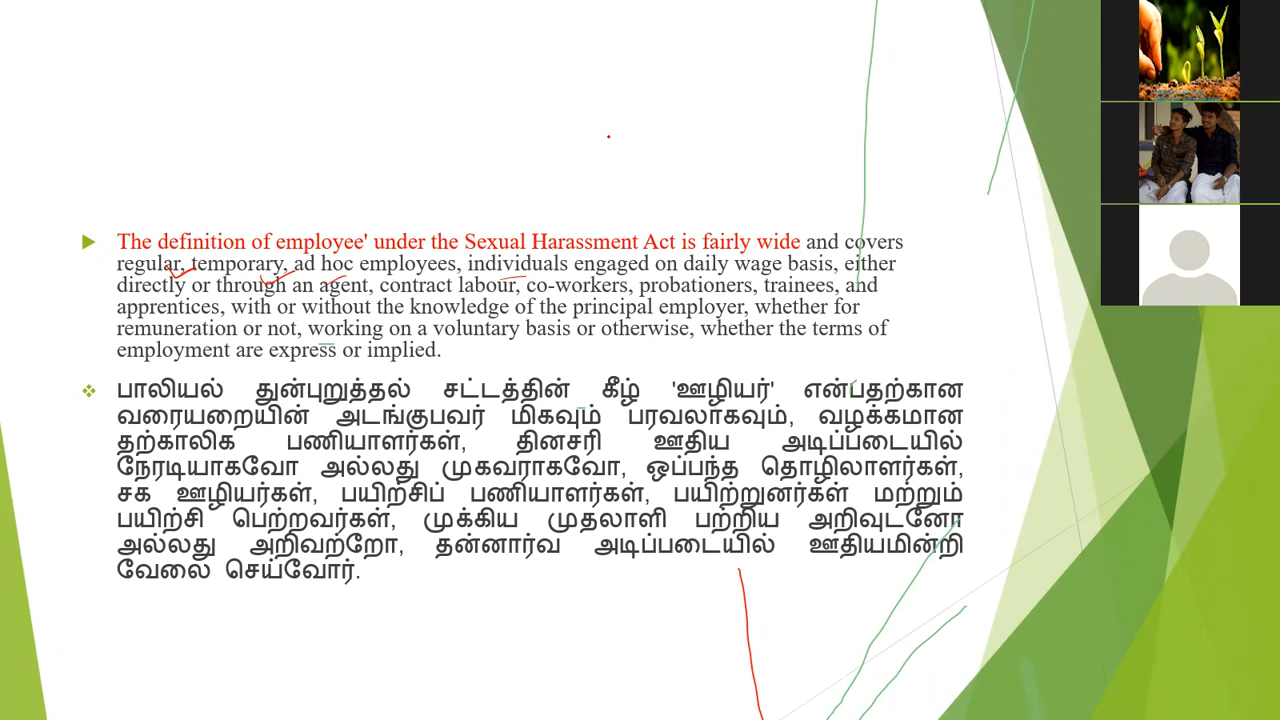 The definition of employee' under the Sexual Harassment Act is fairly wide and covers
regular, temporary, ad hoc employees, individuals engaged on daily wage basis, either
directly or through an agent, contract labour, co-workers, probationers, trainees, and
apprentices, with or without the knowledge of the principal employer, whether for
remuneration or not, working on a voluntary basis or otherwise, whether the terms of
employment are express or implied.
பாலியல் துன்புறுத்தல் சட்டத்தின் கீழ் 'ஊழியர்' என்பதற்கான
வரையறையின் அடங்குபவர் மிகவும் பரவலாகவும், வழக்கமான
தற்காலிக பணியாளர்கள், தினசரி ஊதிய அடிப்படையில்
நேரடியாகவோ அல்லது முகவராகவோ, ஒப்பந்த தொழிலாளர்கள்,
சக ஊழியர்கள், பயிற்சிப் பணியாளர்கள், பயிற்றுனர்கள் மற்றும்
பயிற்சி பெற்றவர்கள், முக்கிய முதலாளி பற்றிய அறிவுடனோ
அல்லது அறிவற்றோ, தன்னார்வ அடிப்படையில் ஊதியமின்றி
வேலை செய்வோர்.